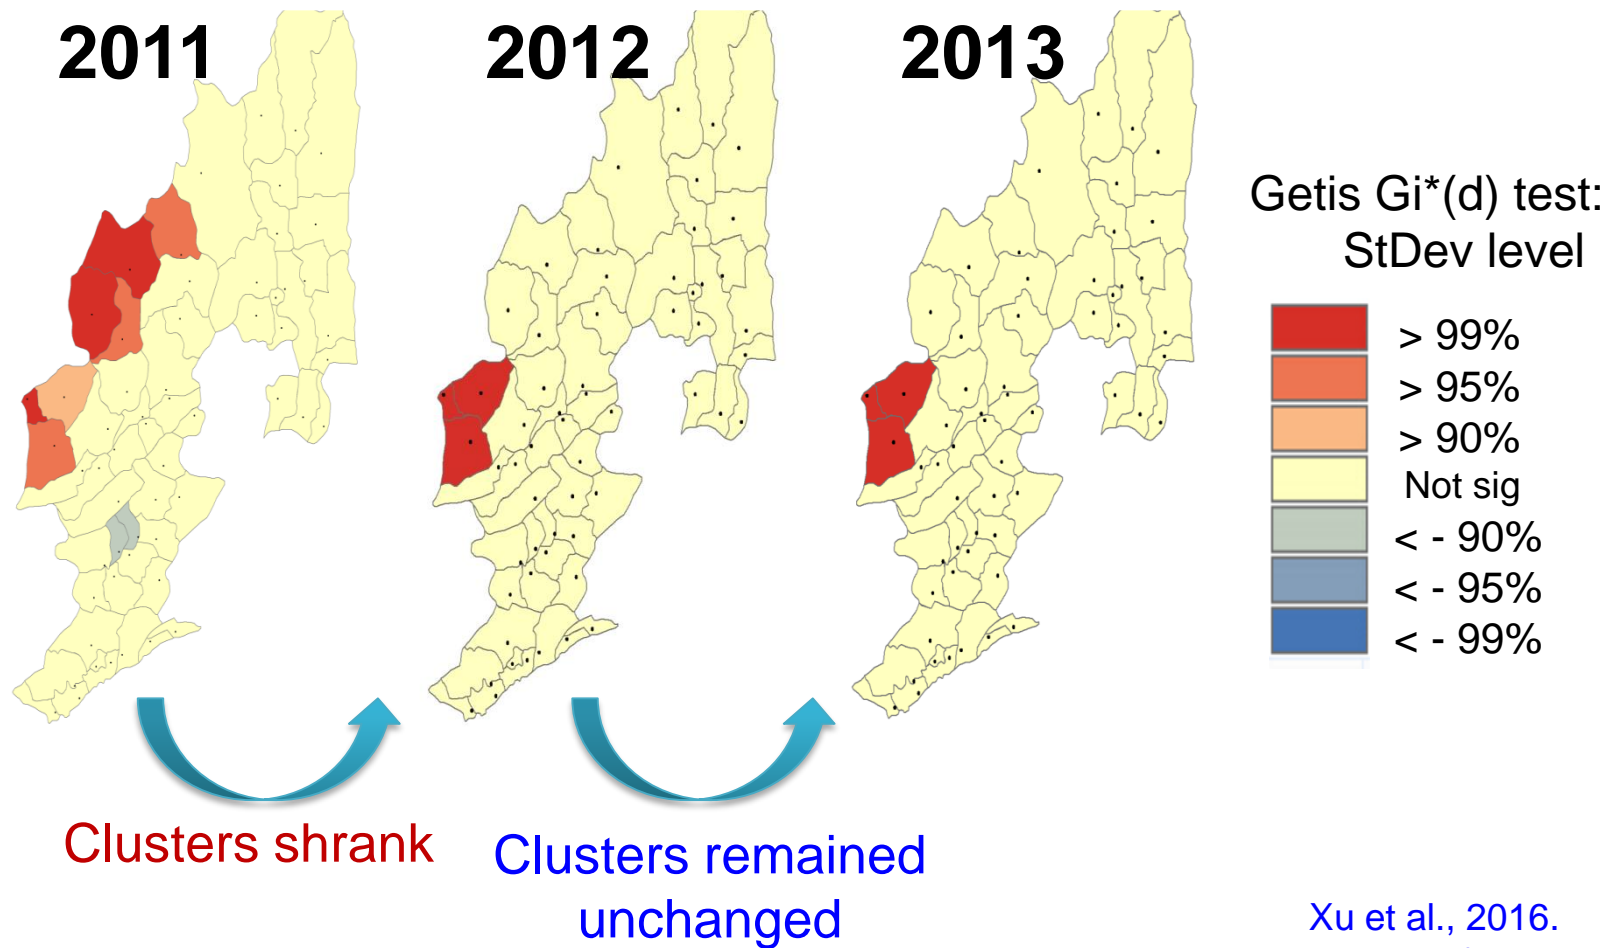 2011
2012
2013
Getis Gi*(d) test:
StDev level
> 99%
> 95%
> 90%
Not sig
< - 90%
< - 95%
< - 99%
Clusters shrank
Clusters remained
unchanged
Xu et al., 2016.